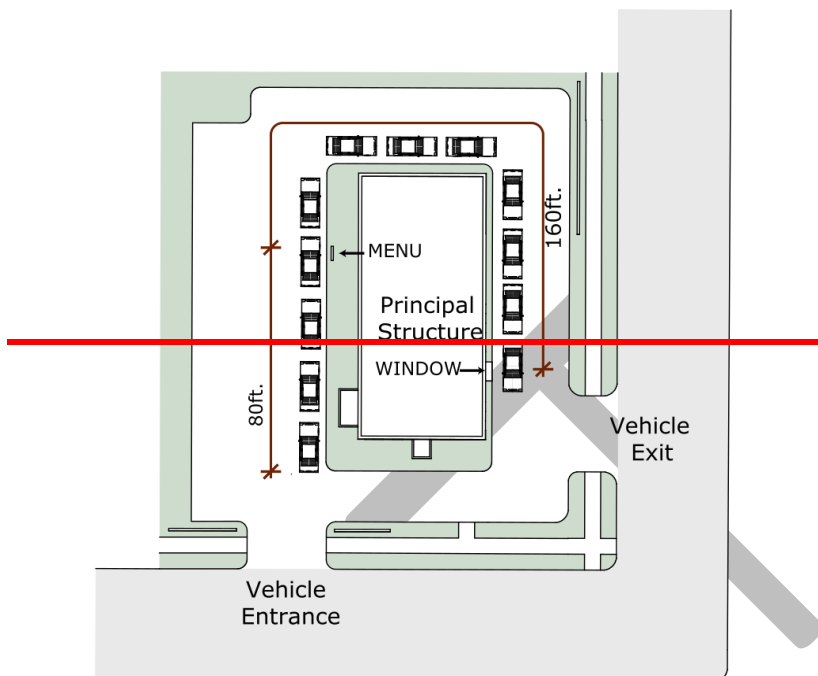 160ft.
MENU
Principal
Structure
WINDOW
80ft.
Vehicle
Exit
Vehicle
Entrance